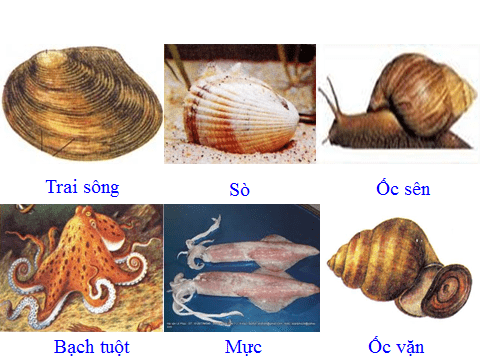 Trai sông
Sò
Ốc sên
Bạch tuột
Mực
Ốc vặn